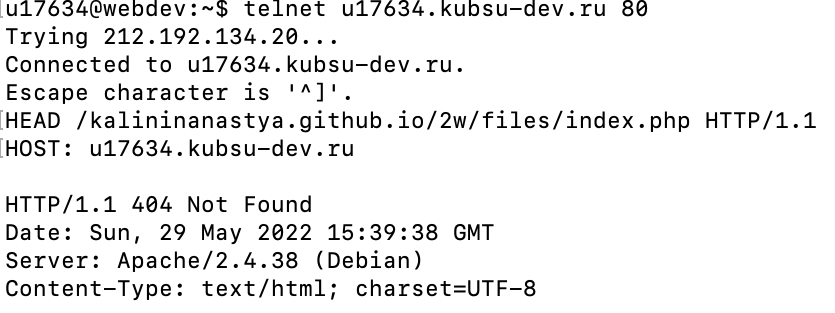 u17634@webdev:~$ telnet u17634.kubsu-dev.ru 80
Trying 212.192.134.20...
Connected to u17634.kubsu-dev.ru.
Escape character is '^]'.
HEAD /kalininanastya.github.io/2w/files/index.php HTTP/1.1
HOST: u17634.kubsu-dev.ru
HTTP/1.1 404 Not Found
Date: Sun, 29 May 2022 15:39:38 GMT
Server: Apache/2.4.38 (Debian)
Content-Type: text/html; charset=UTF-8